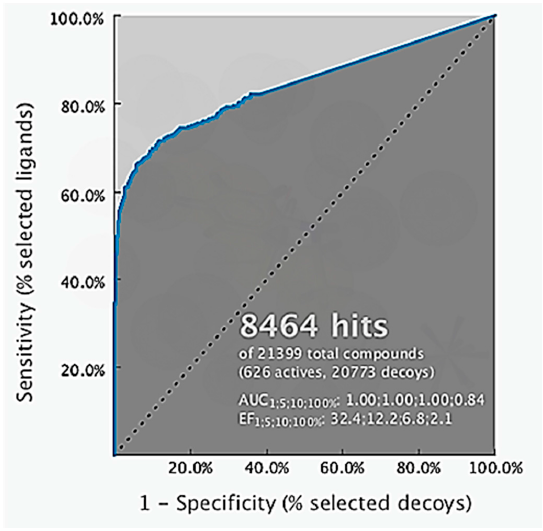 100.0%
80.0%
60.0%
40.0%
20.0%
Sensitivity (% selected ligands)
8464 hits
of 21399 total compounds
(626 actives, 20773 decoys)
AUC1;5;10;100%: 1.00;1.00;1.00;0.84
EF1;5;10;100%: 32.4;12.2;6.8;2.1
20.0% 40.0% 60.0% 80.0% 100.0%
1 - Specificity (% selected decoys)